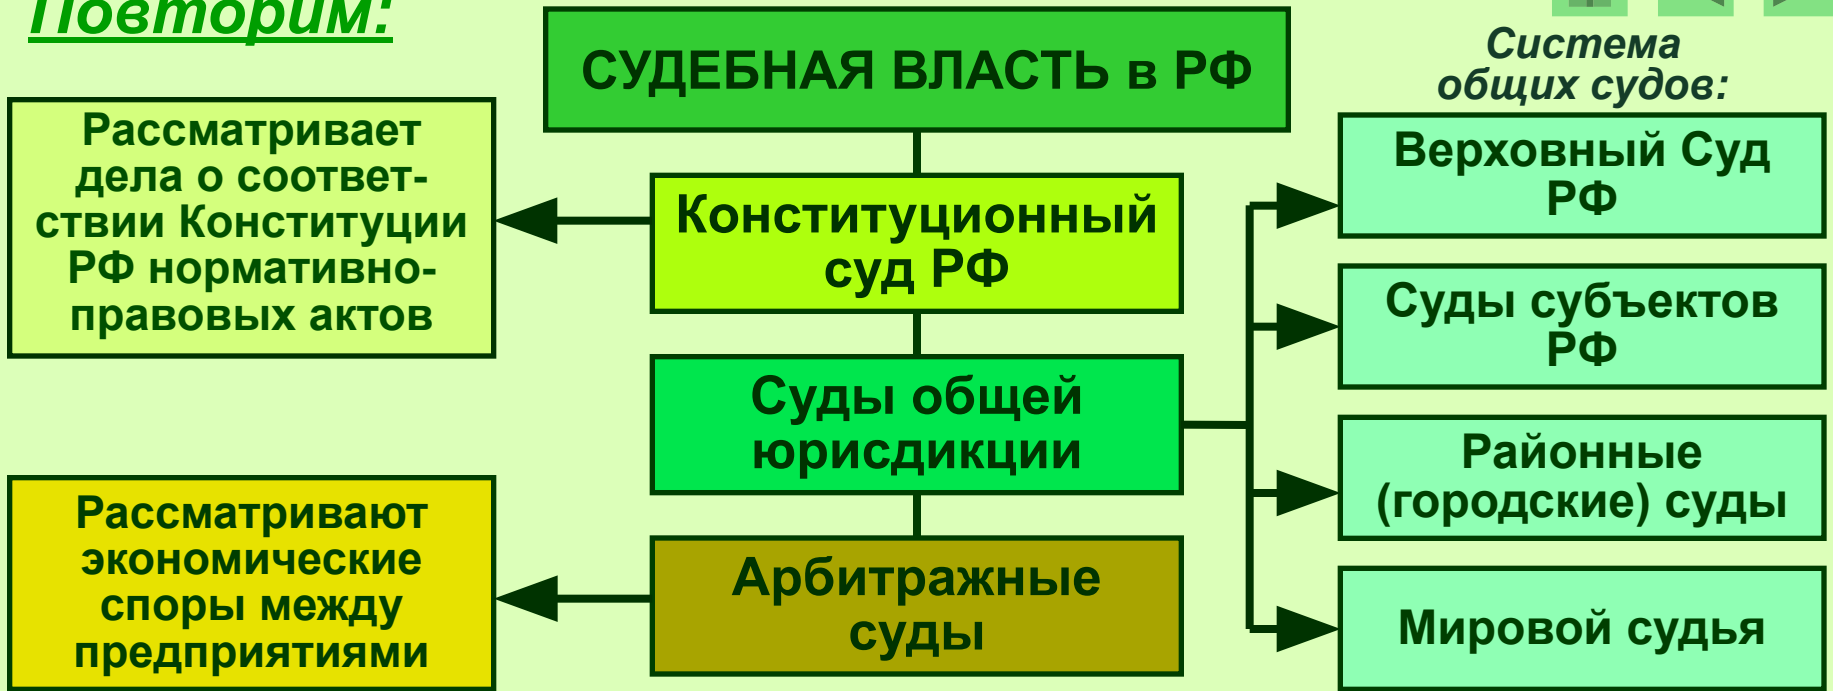 Повторим:
СУДЕБНАЯ ВЛАСТЬ в РФ
Рассматривает
дела о соответ-
ствии Конституции
РФ нормативно-
правовых актов
Конституционный
суд РФ
Суды общей
юрисдикции
Рассматривают
экономические
споры между
предприятиями
Арбитражные
суды
Система
общих судов:
Верховный Суд
РФ
Суды субъектов
РФ
Районные
(городские) суды
Мировой судья